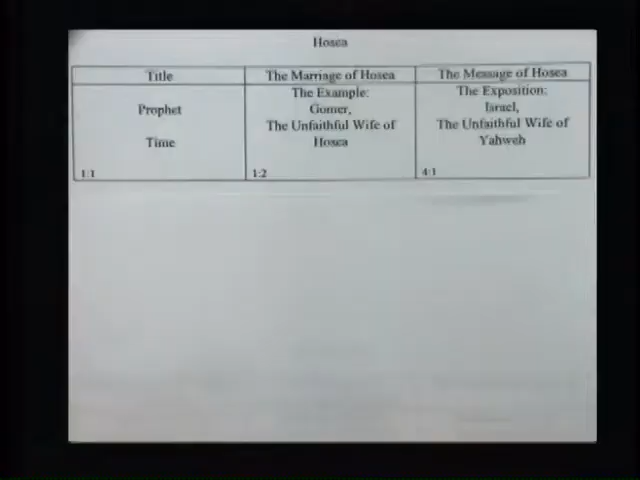 Hosea
Title
The Marriage of Hosea
The Message of Hosea
Prophet
Time
1:1
The Example:
Gomer,
The Unfaithful Wife of
Hosea
1:2
The Exposition:
Israel,
The Unfaithful Wife of
Yahweh
4:1